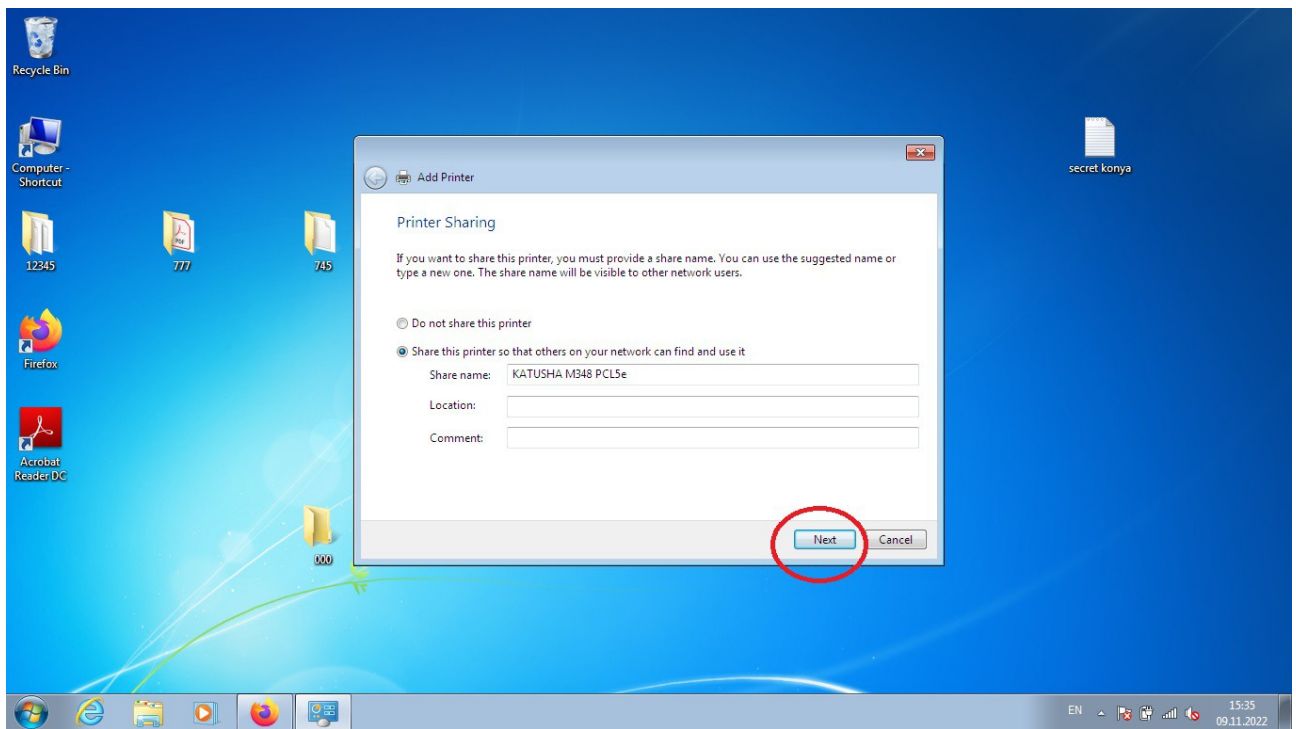 Recycle Bin
Computer -
Shortcut
12345
777
745
Firefox
Acrobat
Reader DC
000
secret konya
Add Printer
Printer Sharing
If you want to share this printer, you must provide a share name. You can use the suggested name or
type a new one. The share name will be visible to other network users.
Do not share this printer
Share this printer so that others on your network can find and use it
Share name: KATUSHA M348 PCL5e
Location:
Comment:
Next Cancel
EN
15:35
09.11.2022